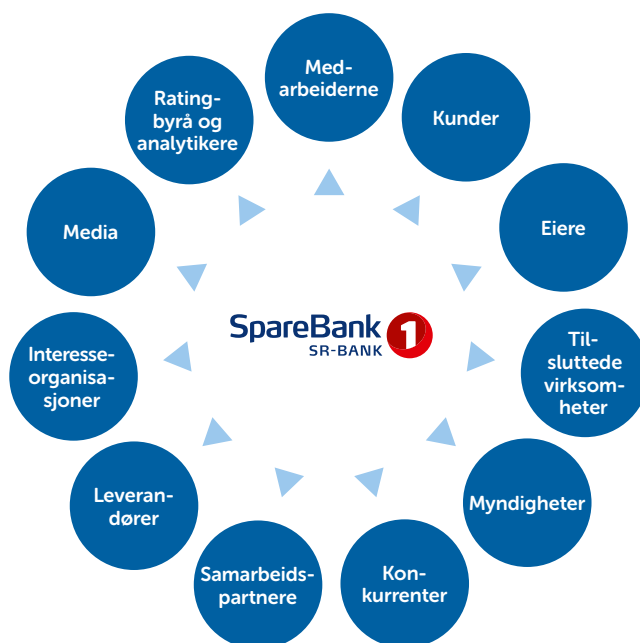 Med-
arbeiderne
Kunder
Eiere
Til-
sluttede
virksom-
heter
Myndigheter
Kon-
kurrenter
Samarbeids-
partnere
Leveran-
dører
Interesse-
organisa-
sjoner
Media
Rating-
byrå og
analytikere
SpareBank 1
SR-BANK